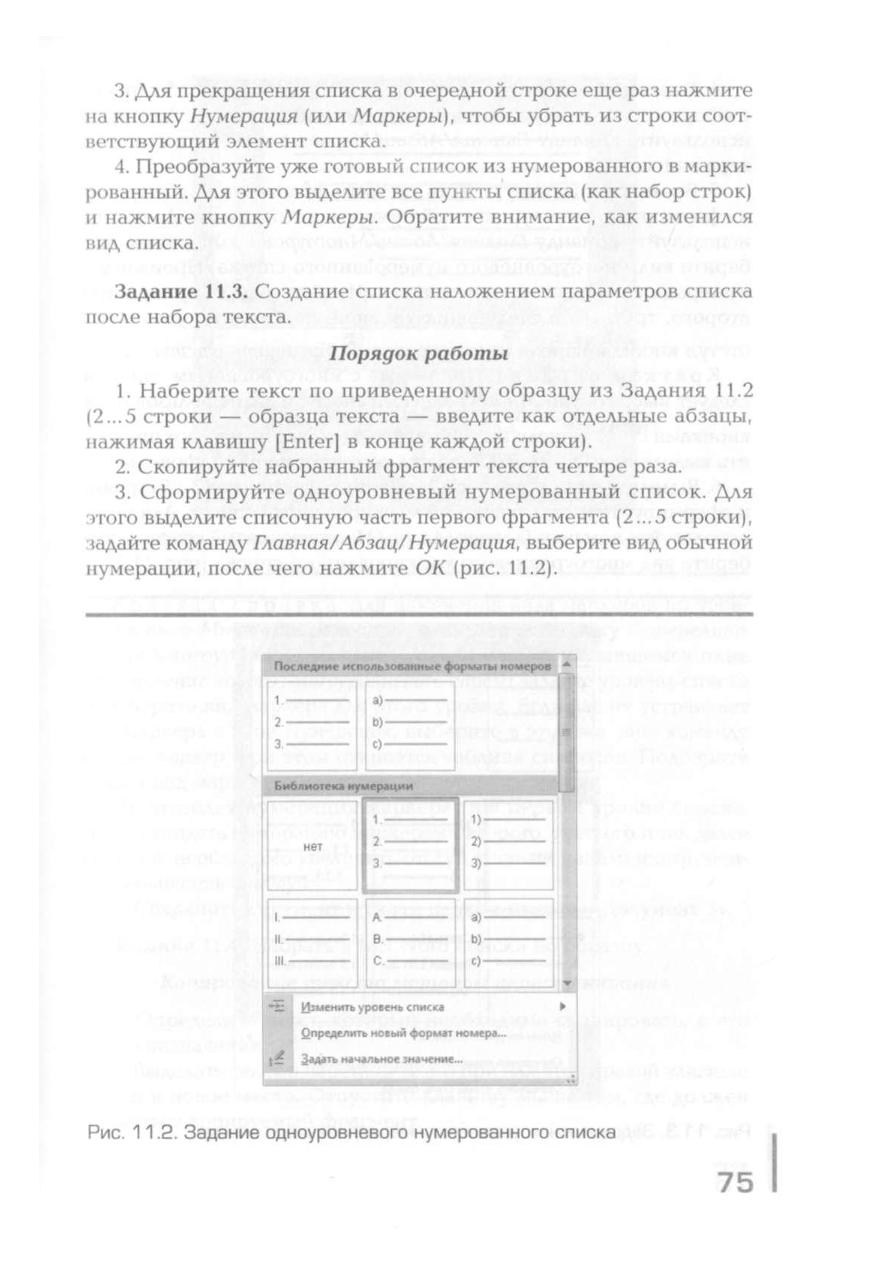 3. Для прекращения списка в очередной строке еще раз нажмите
на кнопку Нумерация (или Маркеры), чтобы убрать из строки соот-
ветствующий элемент списка.
4. Преобразуйте уже готовый список из нумерованного в марки-
рованный. Для этого выделите все пункты списка (как набор строк)
и нажмите кнопку Маркеры. Обратите внимание, как изменился
вид списка.
Задание 11.3. Создание списка наложением параметров списка
после набора текста.
Порядок работы
1. Наберите текст по приведенному образцу из Задания 11.2
(2...5 строки — образца текста — введите как отдельные абзацы,
нажимая клавишу [Enter] в конце каждой строки).
2. Скопируйте набранный фрагмент текста четыре раза.
3. Сформируйте одноуровневый нумерованный список. Для
этого выделите списочную часть первого фрагмента (2...5 строки),
задайте команду Главная/Абзац/Нумерация, выберите вид обычной
нумерации, после чего нажмите ОК (рис. 11.2).
Последние использованные форматы номеров
1. a)
2. b)
3. c)
Библиотека нумерации
1. 1)
нет 2. 2)
3. 3)
I. A. a)
II. B. b)
III. C. c)
Изменить уровень списка
Определить новый формат номера...
Задать начальное значение...
Рис. 11.2. Задание одноуровневого нумерованного списка
75